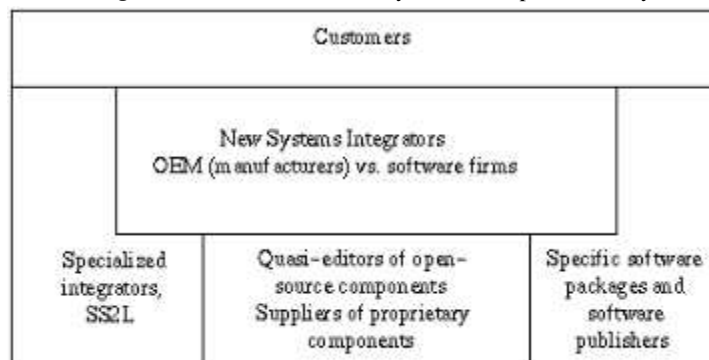 Customers
New Systems Integrators
OEM (manufacturers) vs. software firms
Specialized
integrators,
SS2L
Quasi-editors of open-
source components
Suppliers of proprietary
components
Specific software
packages and
software
publishers